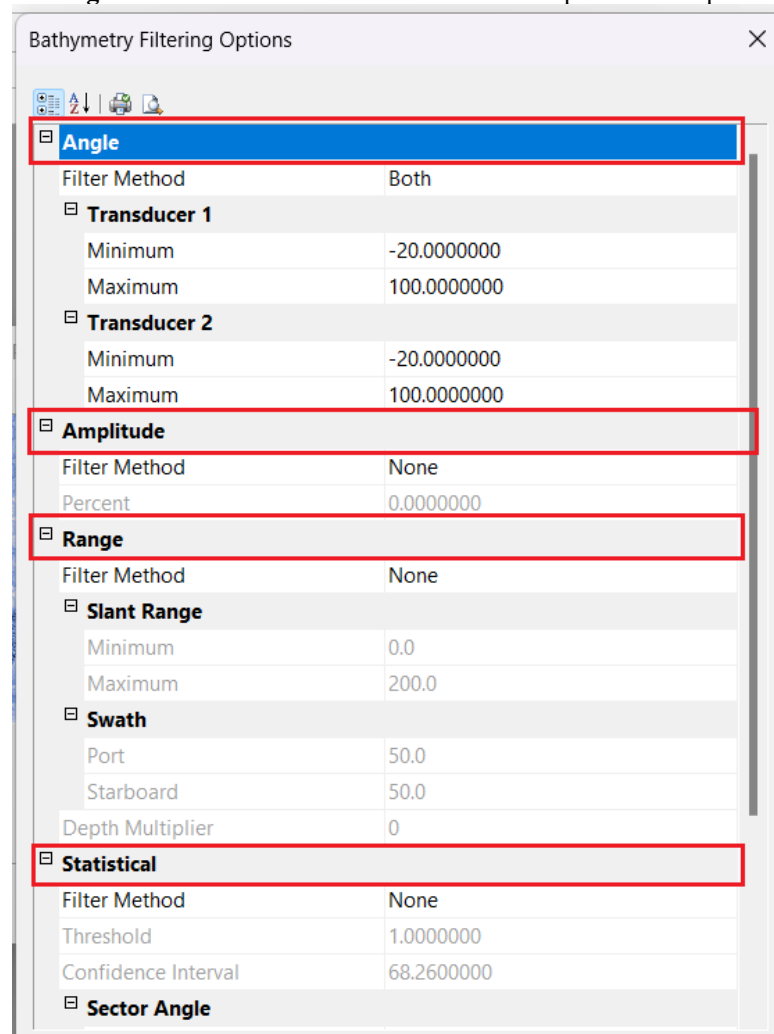 Bathymetry Filtering Options
Angle
Filter Method Both
Transducer 1
Minimum -20.0000000
Maximum 100.0000000
Transducer 2
Minimum -20.0000000
Maximum 100.0000000
Amplitude
Filter Method None
Percent 0.0000000
Range
Filter Method None
Slant Range
Minimum 0.0
Maximum 200.0
Swath
Port 50.0
Starboard 50.0
Depth Multiplier 0
Statistical
Filter Method None
Threshold 1.0000000
Confidence Interval 68.2600000
Sector Angle